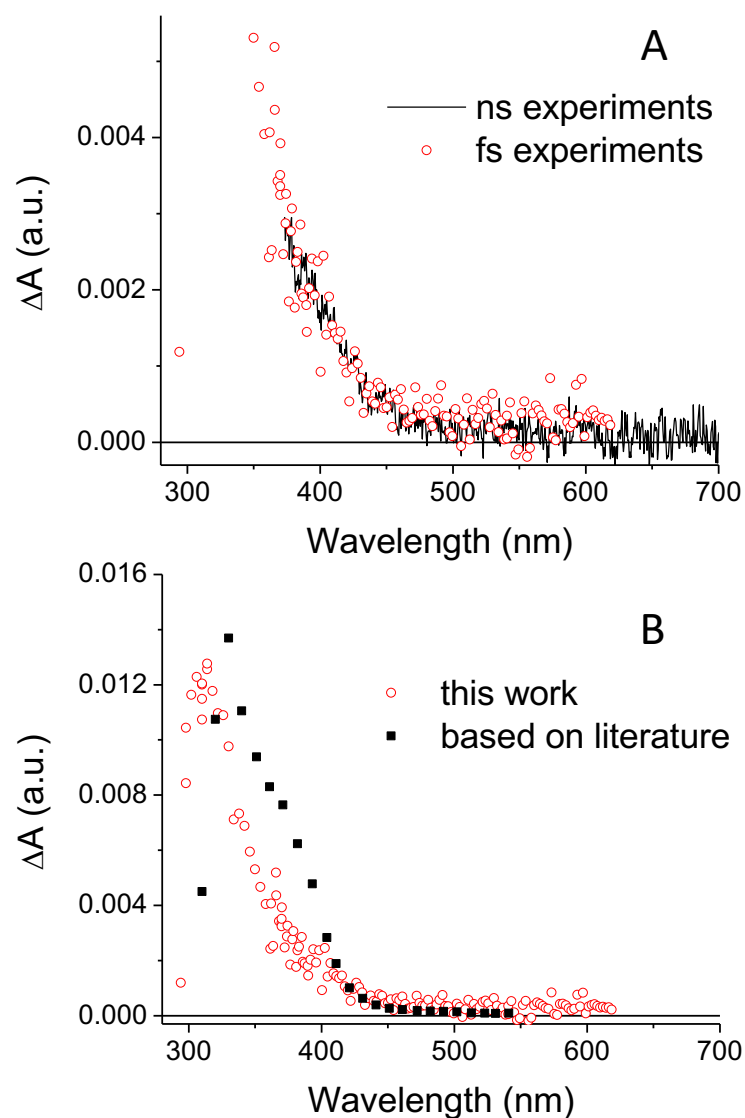 A
ns experiments
fs experiments
0.004
0.002
0.000
ΔA (a.u.)
300 400 500 600 700
Wavelength (nm)
B
this work
based on literature
0.016
0.012
0.008
0.004
0.000
ΔA (a.u.)
300 400 500 600 700
Wavelength (nm)